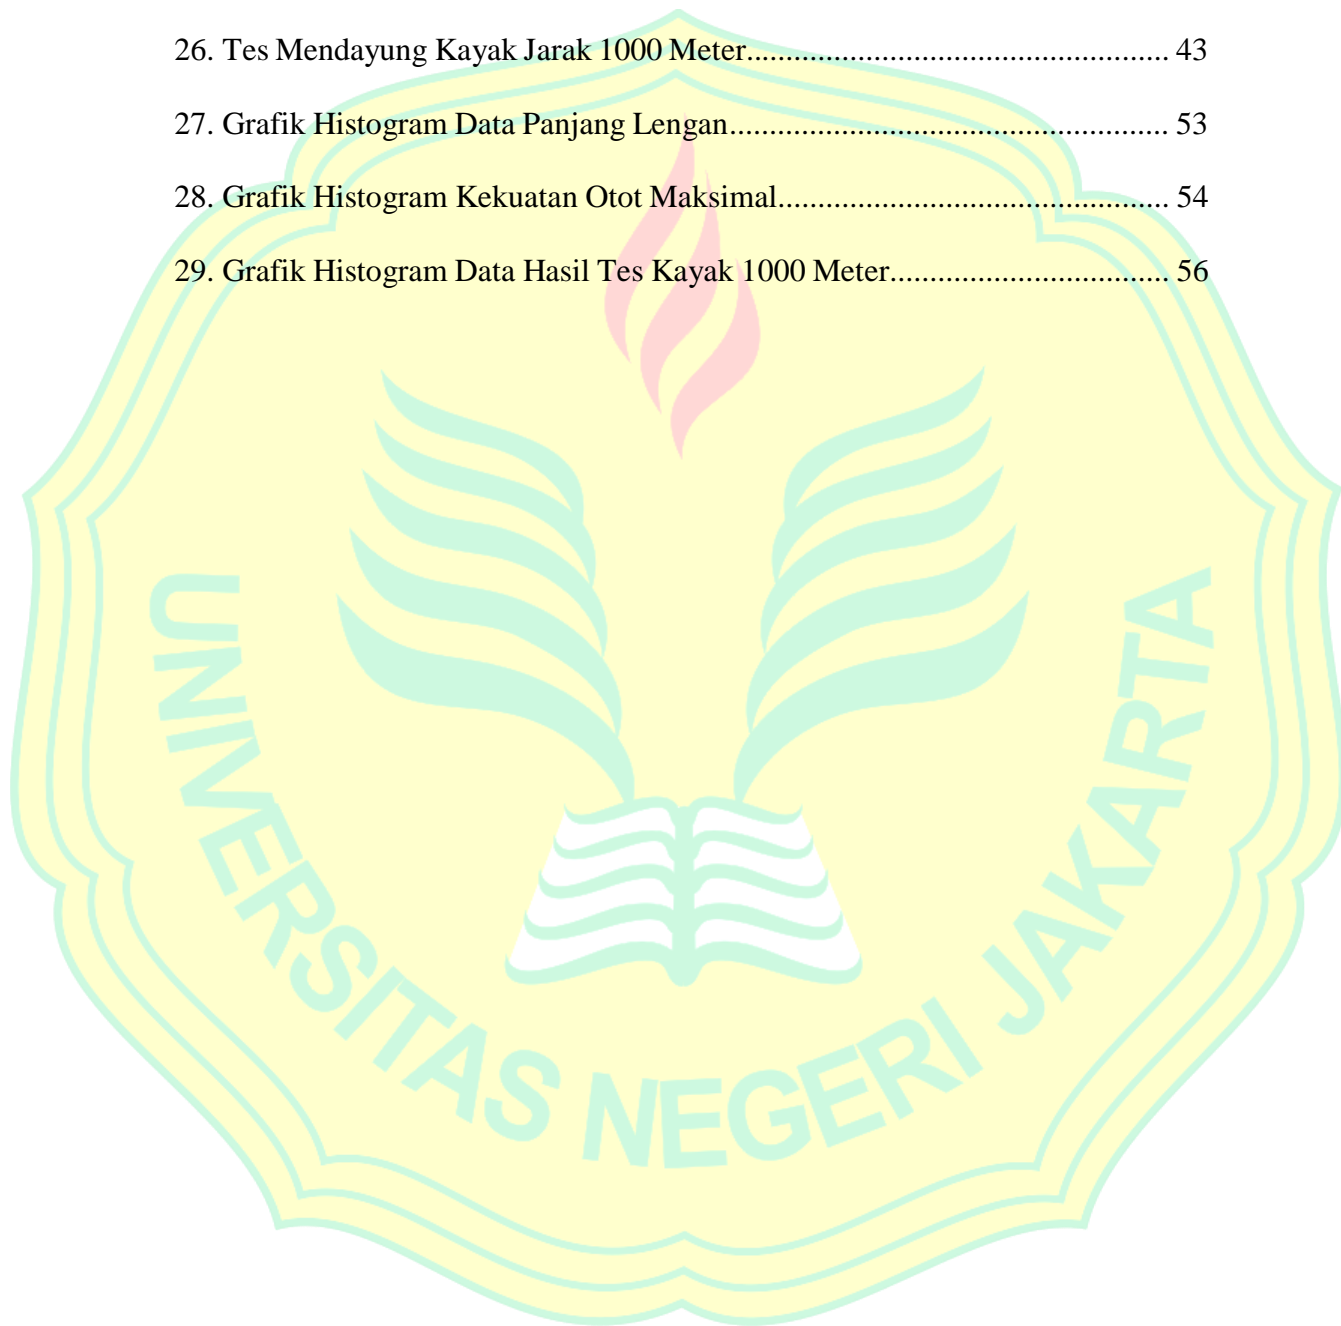 26. Tes Mendayung Kayak Jarak 1000 Meter..................................................... 43
27. Grafik Histogram Data Panjang Lengan....................................................... 53
28. Grafik Histogram Kekuatan Otot Maksimal................................................. 54
29. Grafik Histogram Data Hasil Tes Kayak 1000 Meter................................... 56
UNIVERSITAS NEGERI JAKARTA